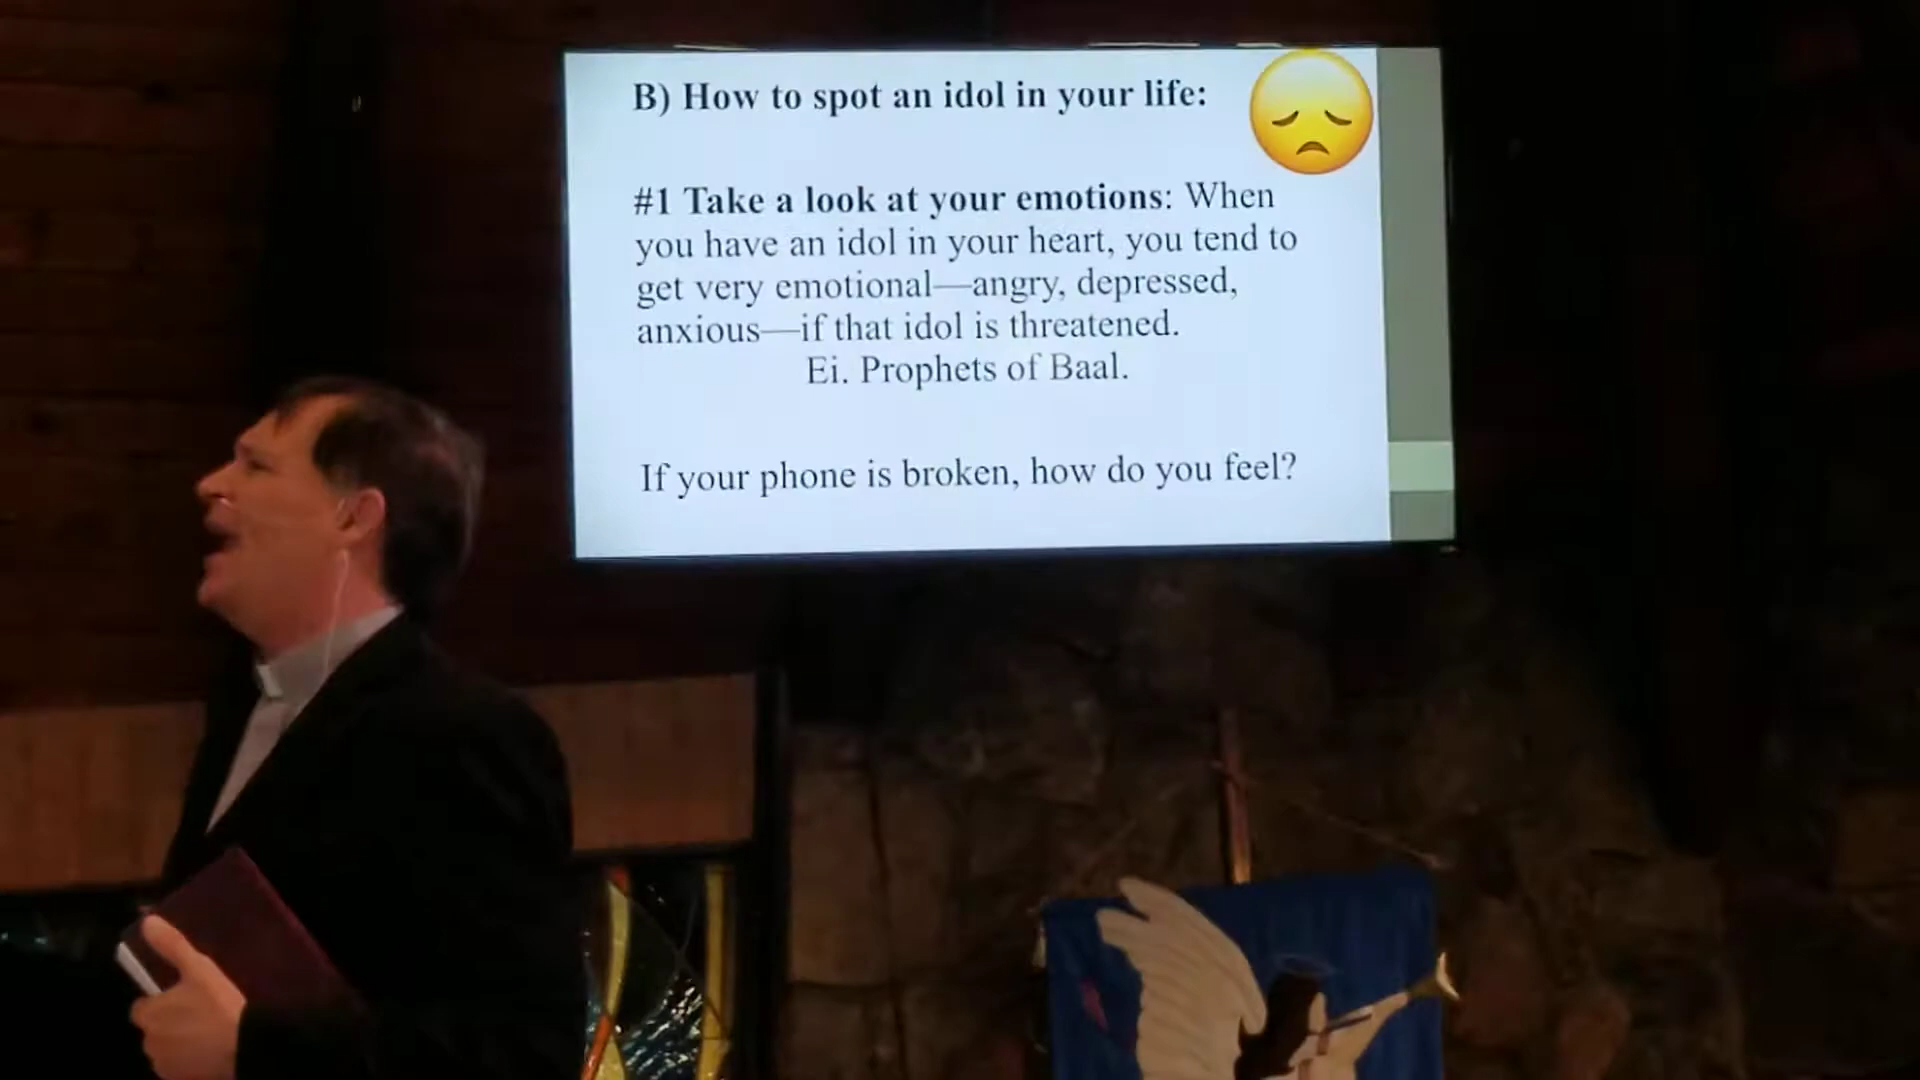 B) How to spot an idol in your life:
#1 Take a look at your emotions: When
you have an idol in your heart, you tend to
get very emotional—angry, depressed,
anxious—if that idol is threatened.
Ei. Prophets of Baal.
If your phone is broken, how do you feel?